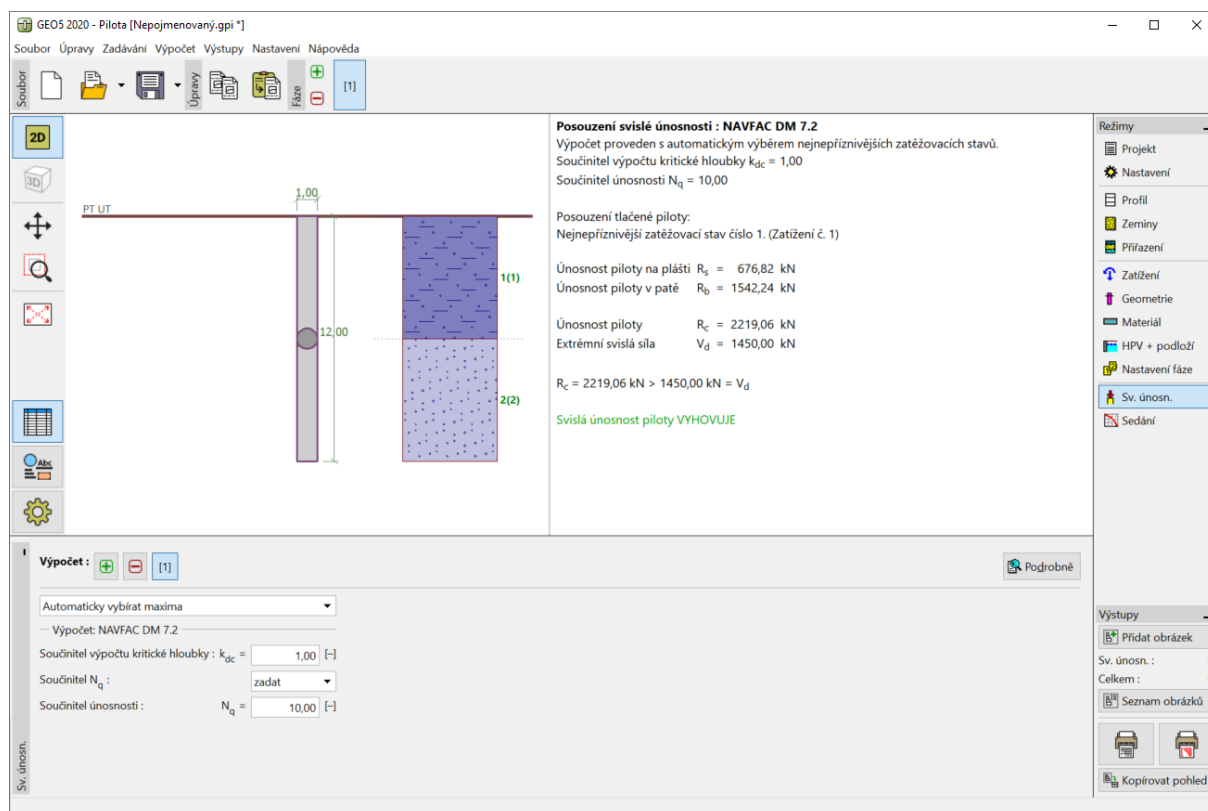 GEO5 2020 - Pilota [Nepojmenovaný.gpi *]
Soubor Úpravy Zadávání Výpočet Výstupy Nastavení Nápověda
Soubor
Úpravy
Fáze
[1]
2D
3D
PT UT
1,00
12,00
1(1)
2(2)
Abc
Posouzení svislé únosnosti : NAVFAC DM 7.2
Výpočet proveden s automatickým výběrem nejnepříznivějších zatěžovacích stavů.
Součinitel výpočtu kritické hloubky kdc = 1,00
Součinitel únosnosti Nq = 10,00
Posouzení tlačené piloty:
Nejnepříznivější zatěžovací stav číslo 1. (Zatížení č. 1)
Únosnost piloty na plášti Rs = 676,82 kN
Únosnost piloty v patě Rb = 1542,24 kN
Únosnost piloty Rc = 2219,06 kN
Extrémní svislá síla Vd = 1450,00 kN
Rc = 2219,06 kN > 1450,00 kN = Vd
Svislá únosnost piloty VYHOVUJE
Režimy
Projekt
Nastavení
Profil
Zeminy
Přiřazení
Zatížení
Geometrie
Materiál
HPV + podloží
Nastavení fáze
Sv. únosn.
Sedání
Výpočet : [1]
Podrobně
Automaticky vybírat maxima
Výpočet: NAVFAC DM 7.2
Součinitel výpočtu kritické hloubky : kdc = 1,00 [–]
Součinitel Nq : zadat
Součinitel únosnosti : Nq = 10,00 [–]
Sv. únosn.
Výstupy
Přidat obrázek
Sv. únosn. :
Celkem :
Seznam obrázků
Kopírovat pohled